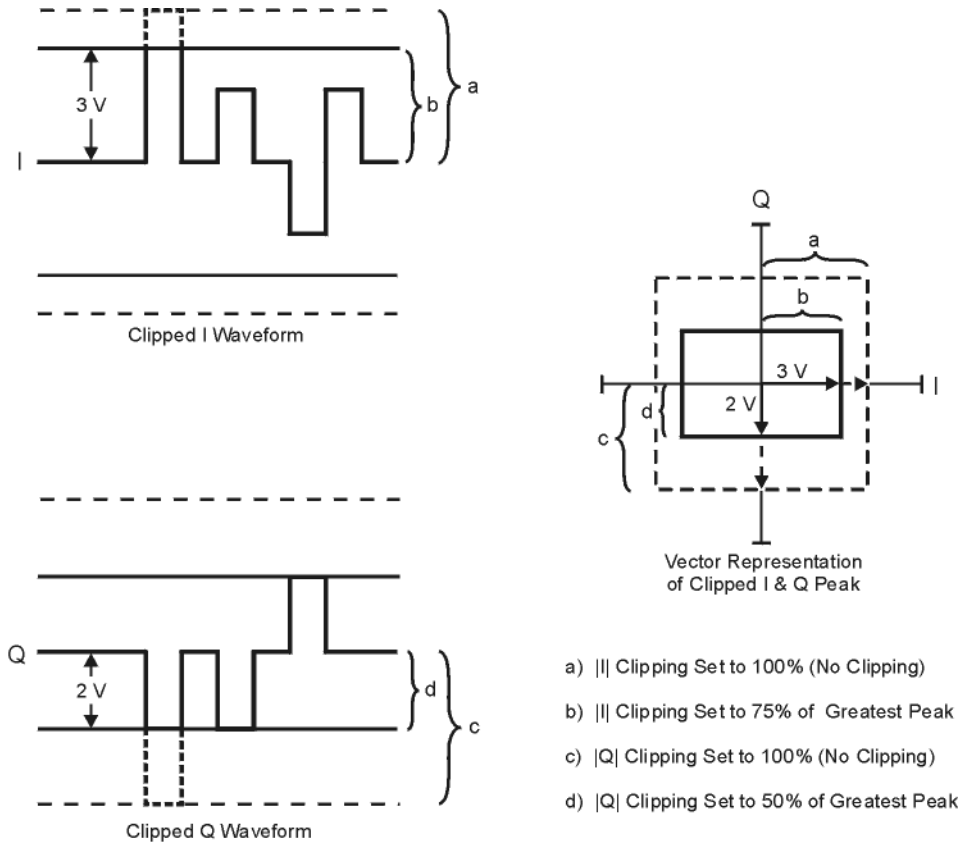 3 V
b
a
I
Clipped I Waveform
Q
a
b
3 V
I
2 V
d
c
Vector Representation
of Clipped I & Q Peak
Q
2 V
d
c
Clipped Q Waveform
a) |I| Clipping Set to 100% (No Clipping)
b) |I| Clipping Set to 75% of Greatest Peak
c) |Q| Clipping Set to 100% (No Clipping)
d) |Q| Clipping Set to 50% of Greatest Peak